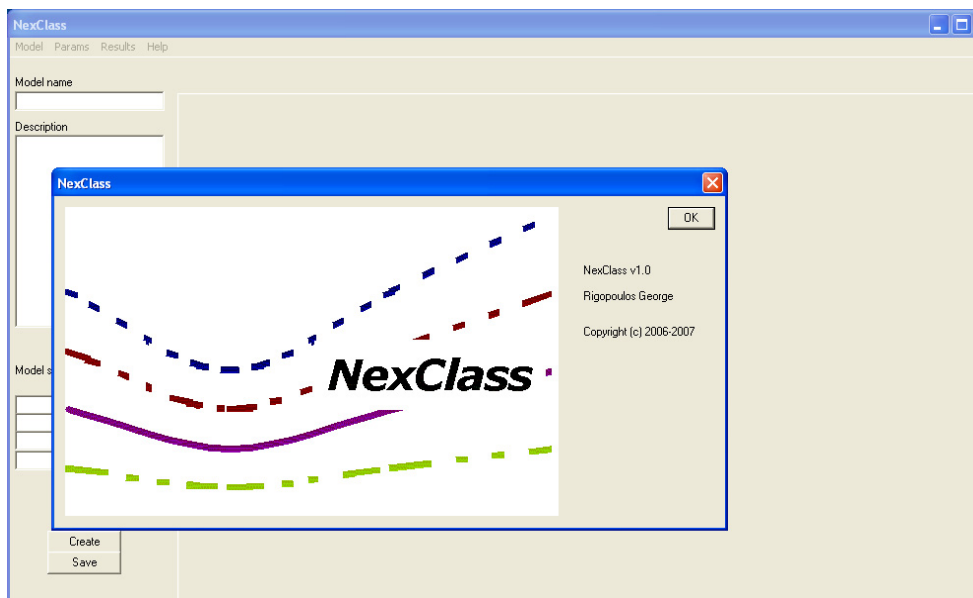 NexClass
Model Params Results Help
Model name
Description
NexClass
OK
NexClass v1.0
Rigopoulos George
Copyright (c) 2006-2007
NexClass
Model s
Create
Save